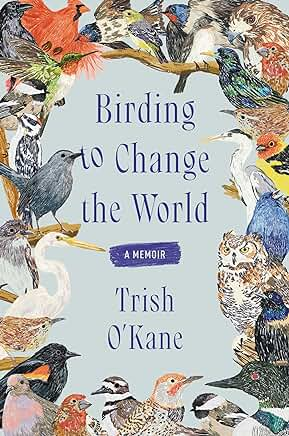 Birding
to Change
the World
A MEMOIR
Trish
O'Kane